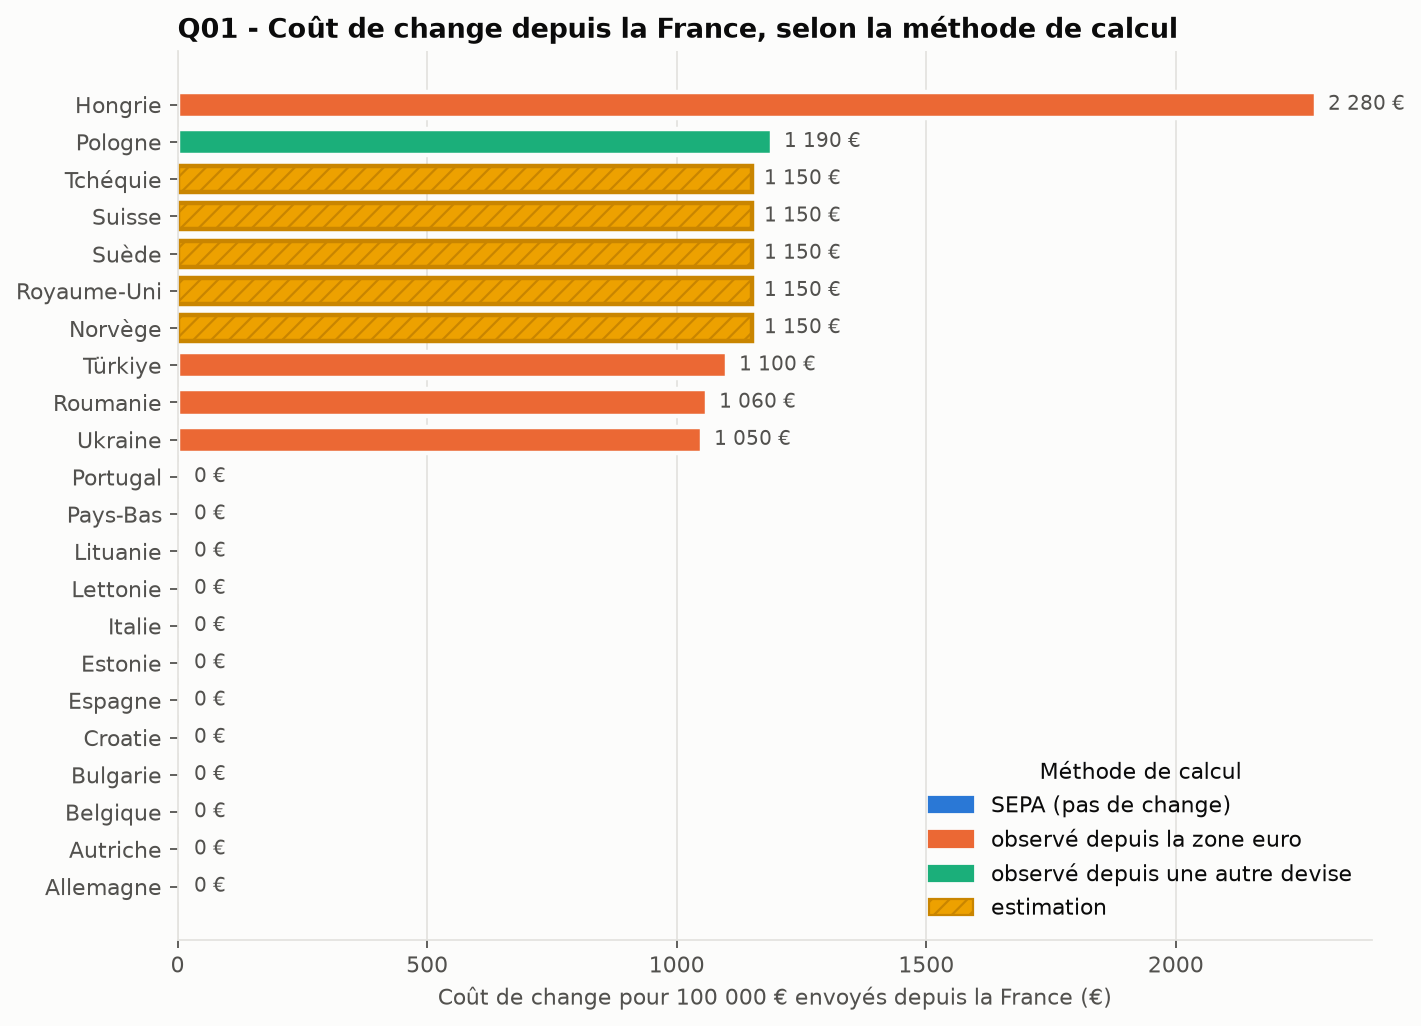 Q01 - Coût de change depuis la France, selon la méthode de calcul
Hongrie 2 280 €
Pologne 1 190 €
Tchéquie 1 150 €
Suisse 1 150 €
Suède 1 150 €
Royaume-Uni 1 150 €
Norvège 1 150 €
Türkiye 1 100 €
Roumanie 1 060 €
Ukraine 1 050 €
Portugal 0 €
Pays-Bas 0 €
Lituanie 0 €
Lettonie 0 €
Italie 0 €
Estonie 0 €
Espagne 0 €
Croatie 0 €
Bulgarie 0 €
Belgique 0 €
Autriche 0 €
Allemagne 0 €
Méthode de calcul
SEPA (pas de change)
observé depuis la zone euro
observé depuis une autre devise
estimation
0 500 1000 1500 2000
Coût de change pour 100 000 € envoyés depuis la France (€)